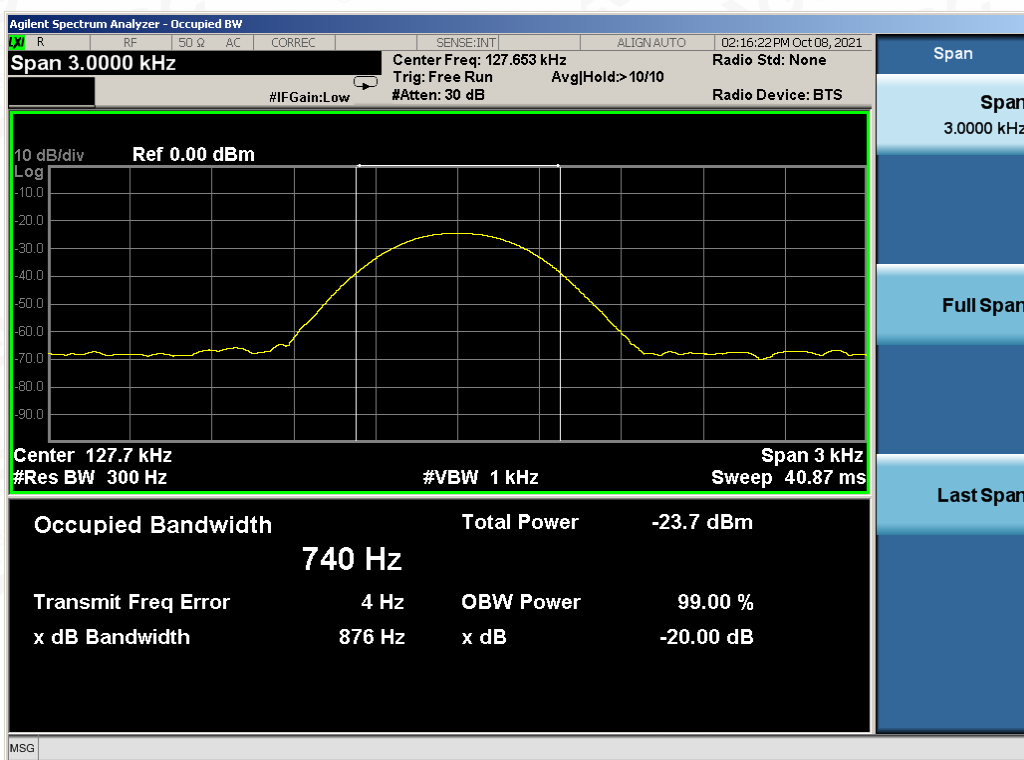 Agilent Spectrum Analyzer - Occupied BW
LXI R RF 50 Ω AC CORREC SENSE:INT ALIGNAUTO 02:16:22 PM Oct 08, 2021
Span 3.0000 kHz
Center Freq: 127.653 kHz Radio Std: None
Trig: Free Run Avg|Hold:>10/10
#IFGain:Low #Atten: 30 dB Radio Device: BTS
10 dB/div Ref 0.00 dBm
Log
-10.0
-20.0
-30.0
-40.0
-50.0
-60.0
-70.0
-80.0
-90.0
Center 127.7 kHz Span 3 kHz
#Res BW 300 Hz #VBW 1 kHz Sweep 40.87 ms
Occupied Bandwidth Total Power -23.7 dBm
740 Hz
Transmit Freq Error 4 Hz OBW Power 99.00 %
x dB Bandwidth 876 Hz x dB -20.00 dB
MSG
Span
Span
3.0000 kHz
Full Span
Last Span